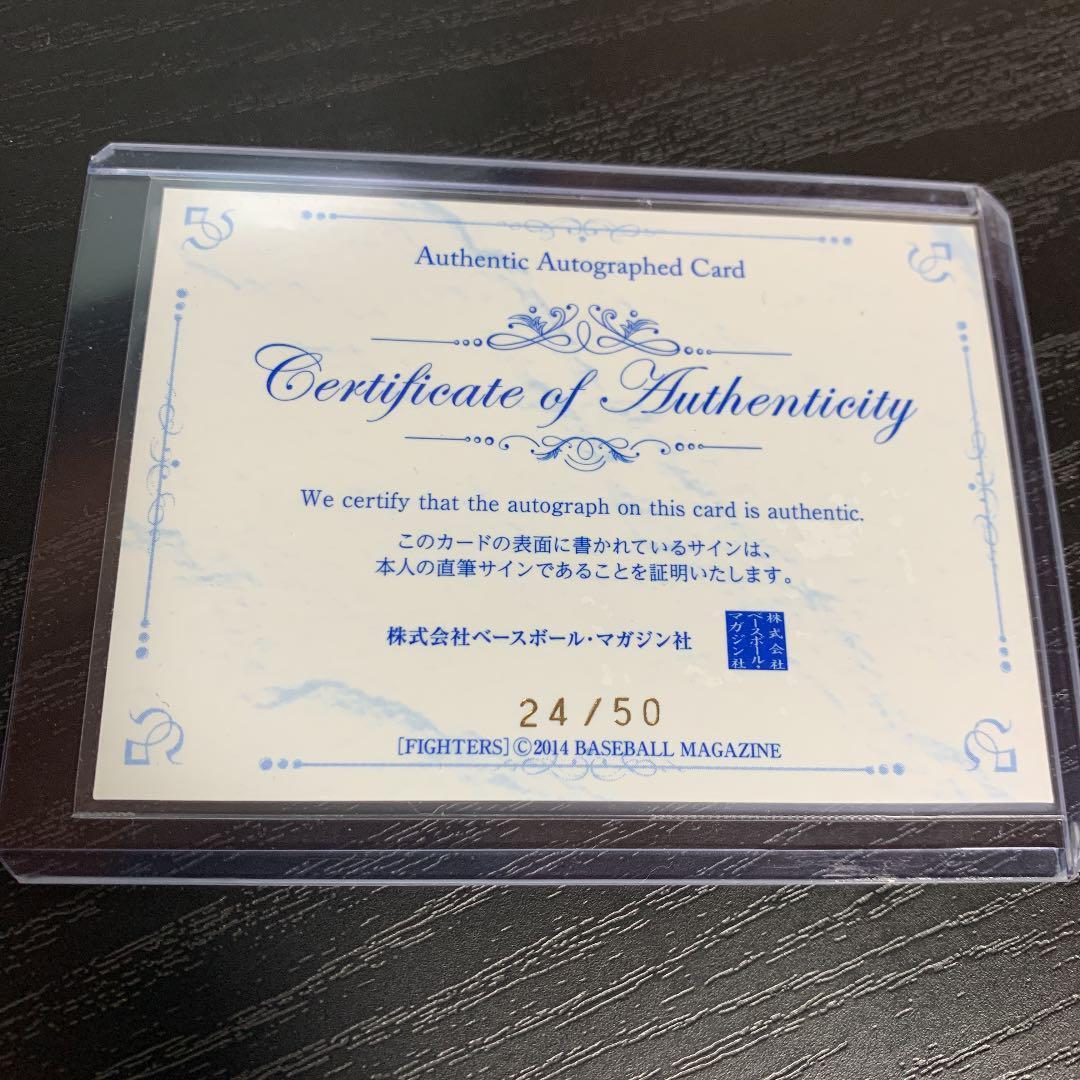 Authentic Autographed Card
Certificate of Authenticity
We certify that the autograph on this card is authentic.
このカードの表面に書かれているサインは、
本人の直筆サインであることを証明いたします。
株式会社ベースボール・マガジン社
株式会社
ベースボール・
マガジン社
24/50
[FIGHTERS]©2014 BASEBALL MAGAZINE